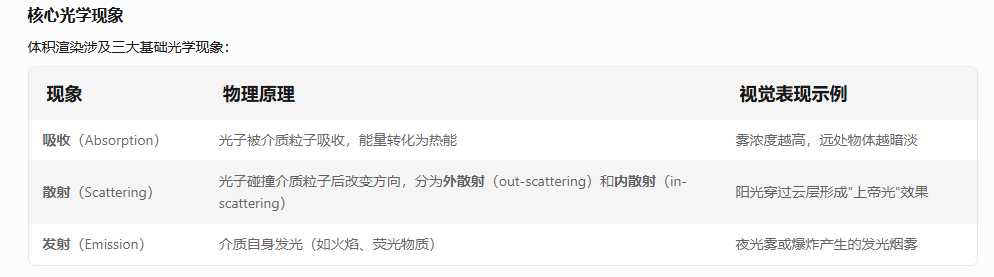 核心光学现象
体积渲染涉及三大基础光学现象：
现象 物理原理 视觉表现示例
吸收（Absorption） 光子被介质粒子吸收，能量转化为热能 雾浓度越高，远处物体越暗淡
散射（Scattering） 光子碰撞介质粒子后改变方向，分为外散射（out-scattering）和内散射（in-
scattering） 阳光穿过云层形成"上帝光"效果
发射（Emission） 介质自身发光（如火焰、荧光物质） 夜光雾或爆炸产生的发光烟雾